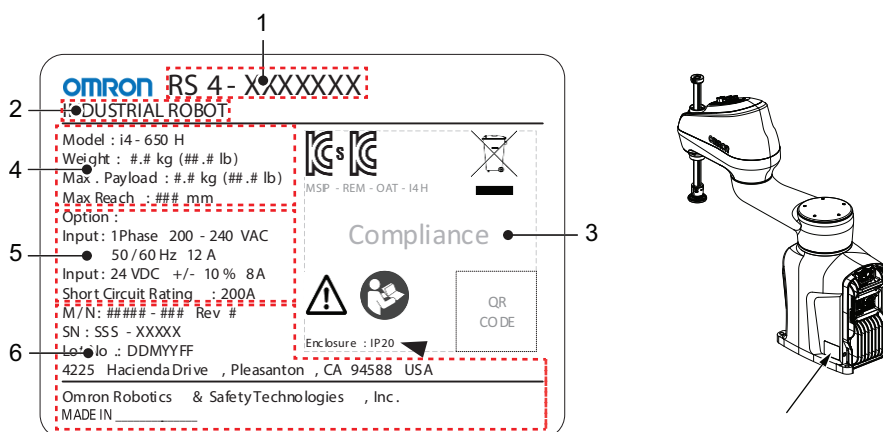 1
OMRON RS 4 - XXXXXXX
2
INDUSTRIAL ROBOT
4
Model : i4 - 650 H
Weight : #.# kg (##.# lb)
Max . Payload : #.# kg (##.# lb)
Max Reach : ### mm
MSIP - REM - OAT - I4H
5
Option :
Input : 1Phase 200 - 240 VAC
50 / 60 Hz 12 A
Input : 24 VDC +/- 10 % 8A
Short Circuit Rating : 200A
Compliance
3
QR
CODE
Enclosure : IP20
6
M / N: ##### - ### Rev #
SN : SSS - XXXXX
Lot No .: DDMYYFF
4225 Hacienda Drive , Pleasanton , CA 94588 USA
Omron Robotics & Safety Technologies , Inc .
MADE IN __________
OMRON